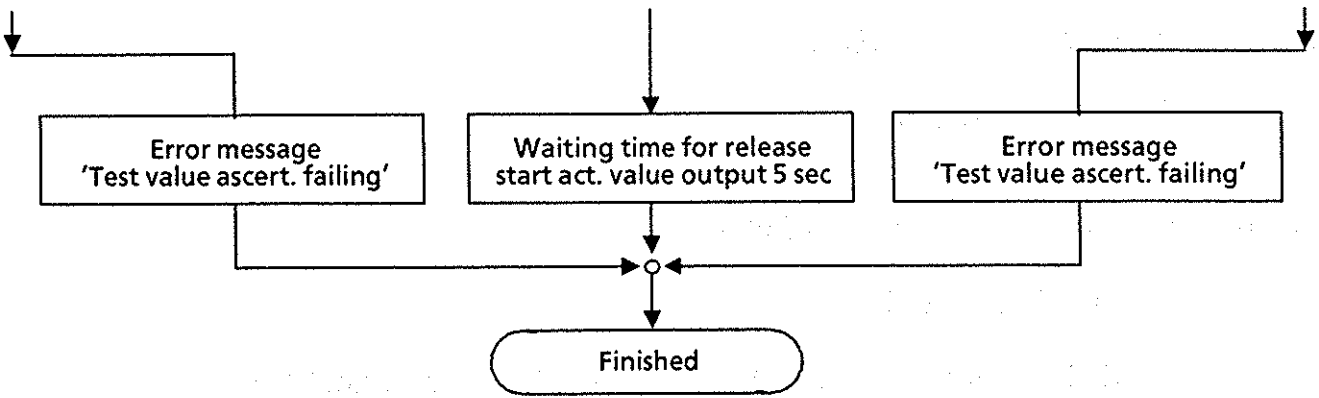 Error message
'Test value ascert. failing'
Waiting time for release
start act. value output 5 sec
Error message
'Test value ascert. failing'
Finished